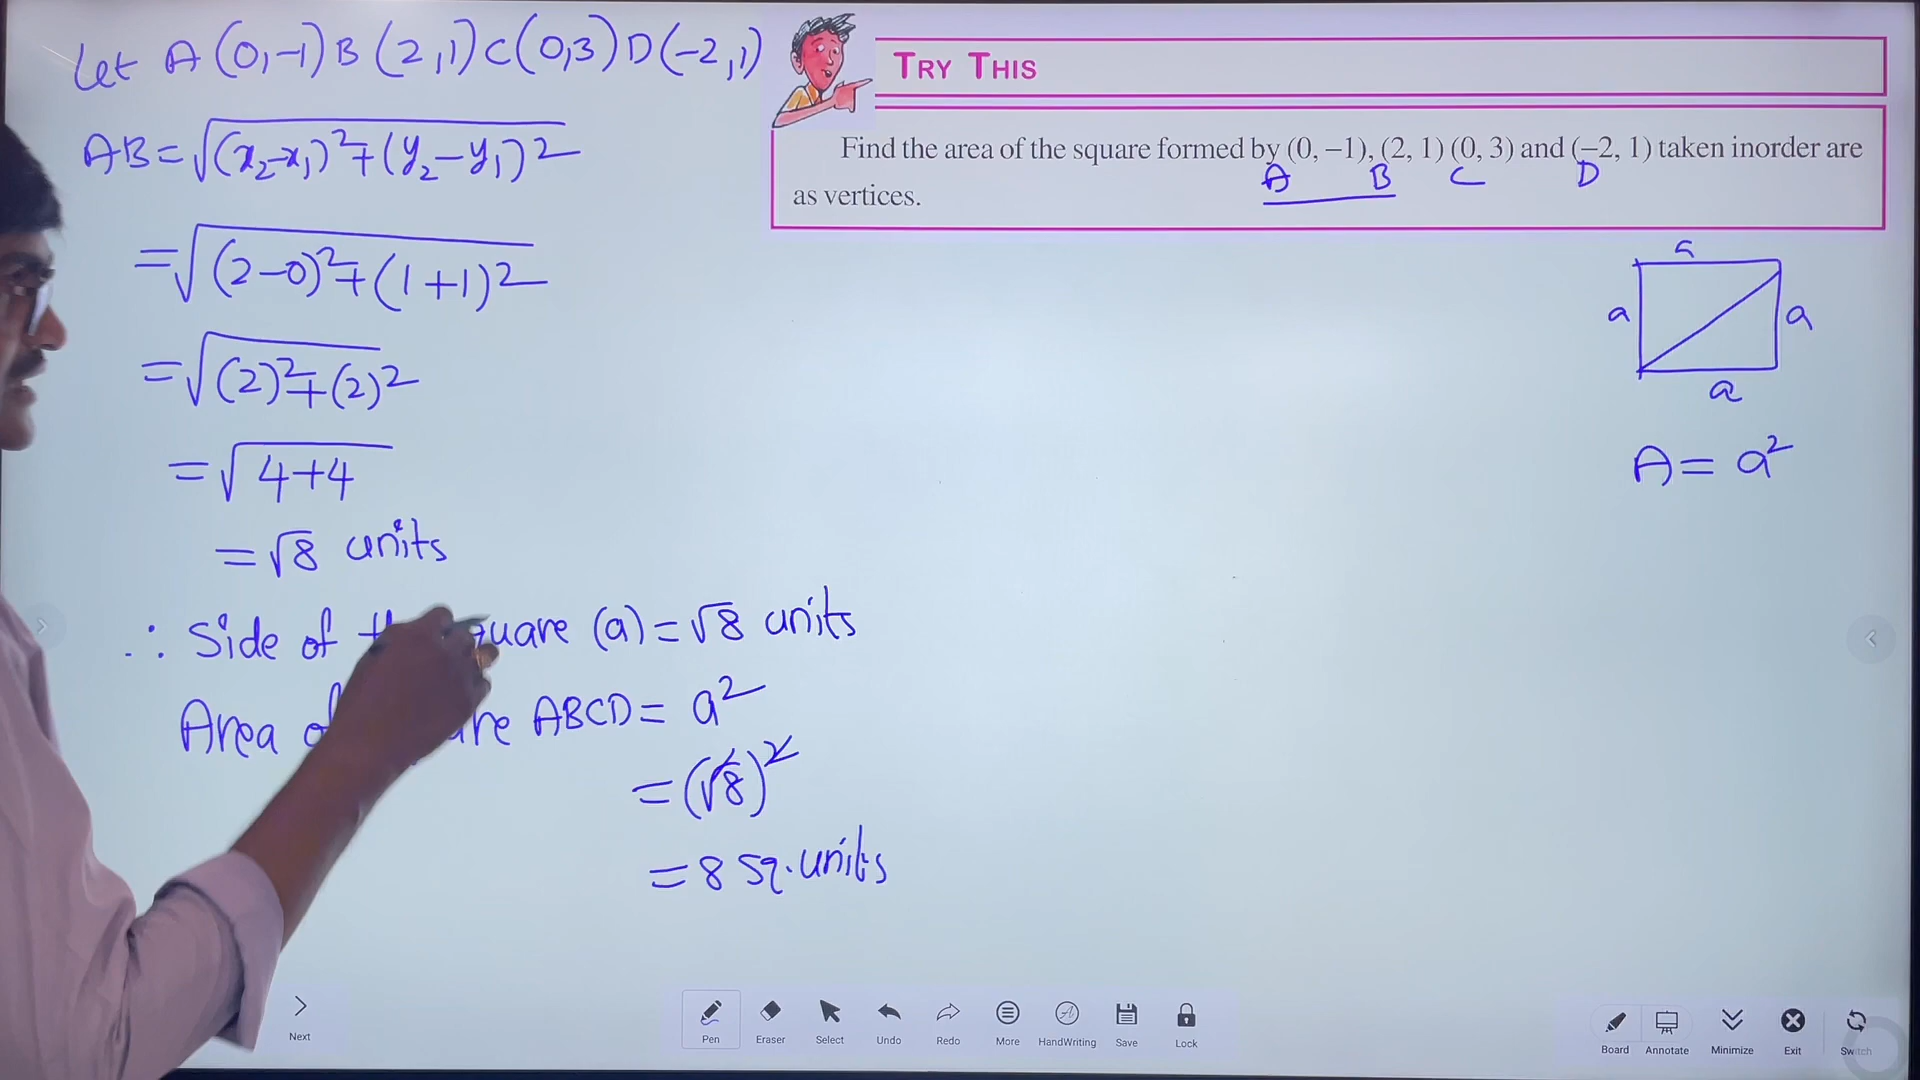 Let A(0,-1) B(2,1) C(0,3) D(-2,1)
TRY THIS
Find the area of the square formed by (0, −1), (2, 1) (0, 3) and (−2, 1) taken inorder are
A B C D
as vertices.
AB = √(x₂-x₁)²+(y₂-y₁)²
= √(2-0)²+(1+1)²
= √(2)²+(2)²
= √4+4
= √8 units
∴ Side of quare (a) = √8 units
Area ABCD = a²
= (√8)²
= 8 sq. units
a
a a
a
A = a²
Next
Pen Eraser Select Undo Redo More HandWriting Save Lock
Board Annotate Minimize Exit Switch